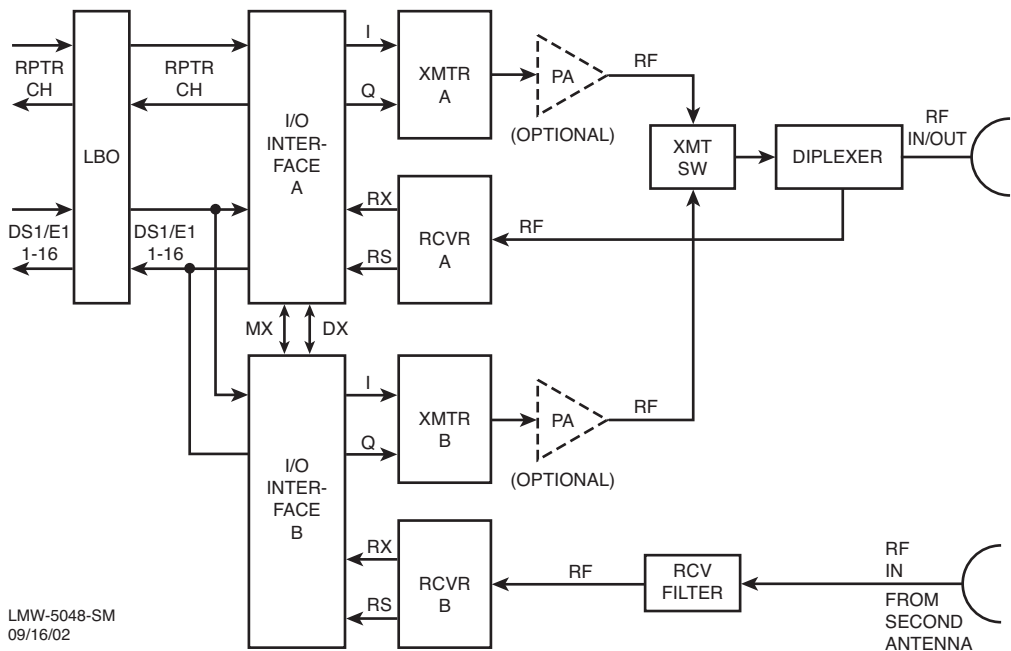 RPTR
CH
LBO
RPTR
CH
DS1/E1
1-16
DS1/E1
1-16
I/O
INTER-
FACE
A
I
Q
XMTR
A
PA
(OPTIONAL)
RF
XMT
SW
DIPLEXER
RF
IN/OUT
RX
RS
RCVR
A
RF
MX
DX
I/O
INTER-
FACE
B
I
Q
XMTR
B
PA
(OPTIONAL)
RF
RX
RS
RCVR
B
RF
RCV
FILTER
RF
IN
FROM
SECOND
ANTENNA
LMW-5048-SM
09/16/02